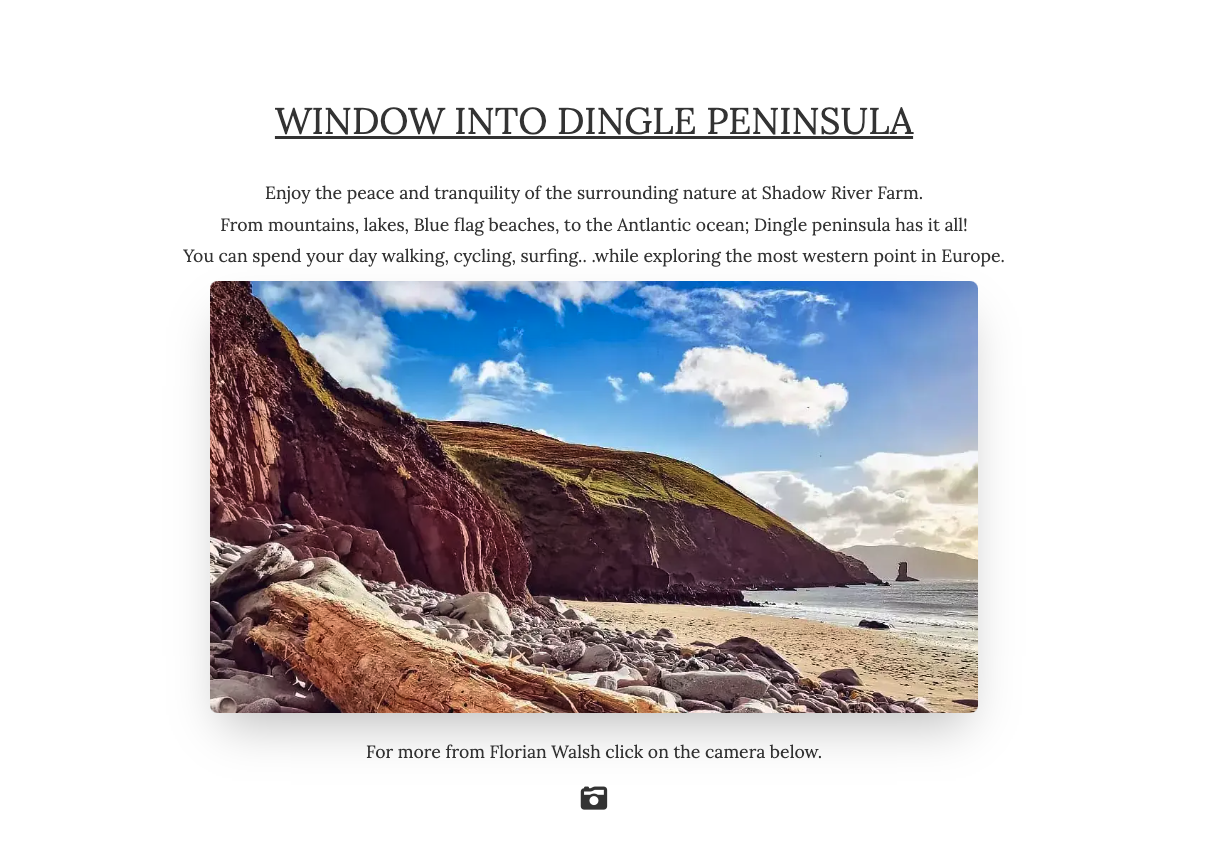 WINDOW INTO DINGLE PENINSULA
Enjoy the peace and tranquility of the surrounding nature at Shadow River Farm.
From mountains, lakes, Blue flag beaches, to the Antlantic ocean; Dingle peninsula has it all!
You can spend your day walking, cycling, surfing.. .while exploring the most western point in Europe.
For more from Florian Walsh click on the camera below.